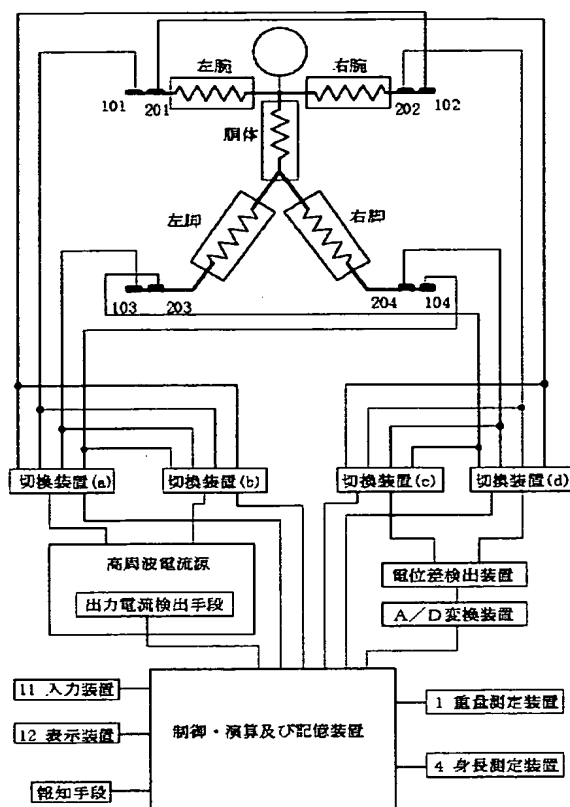 左腕
右腕
101
201
202
102
胴体
左脚
右脚
103
203
204
104
切換装置(a)
切換装置(b)
切換装置(c)
切換装置(d)
高周波電流源
出力電流検出手段
電位差検出装置
A/D変換装置
11 入力装置
12 表示装置
報知手段
制御・演算及び記憶装置
1 重量測定装置
4 身長測定装置